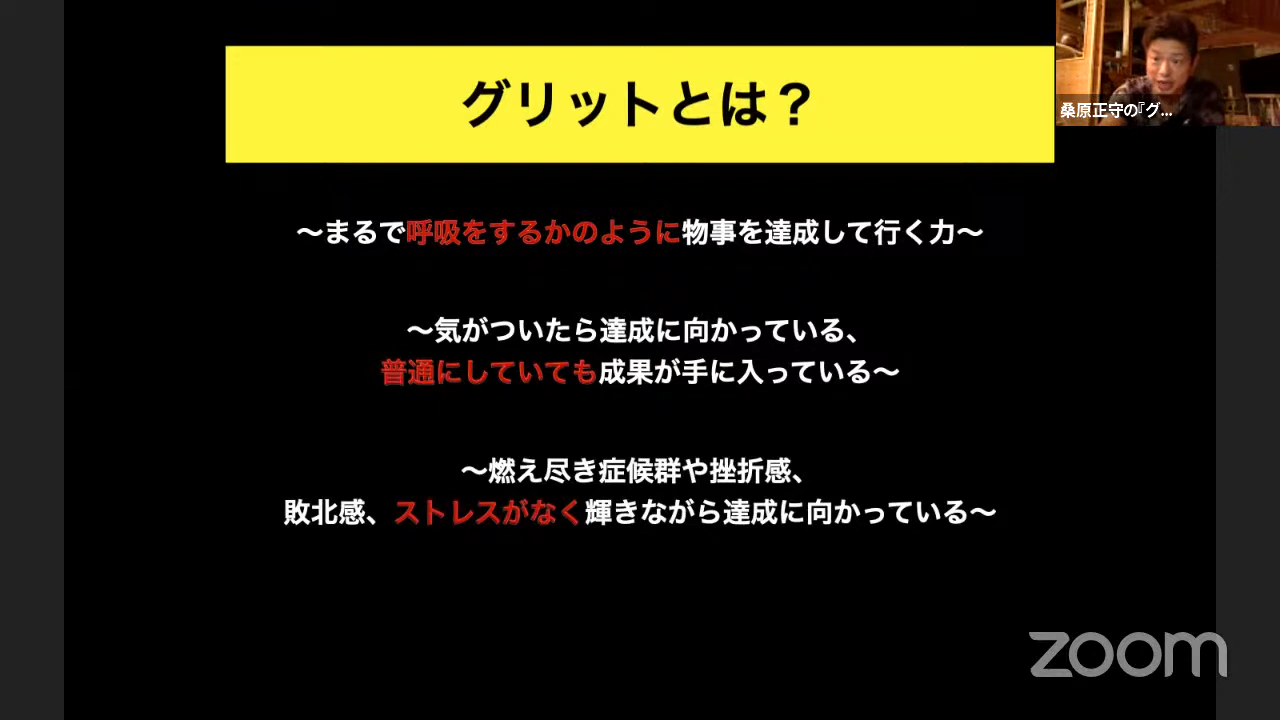 グリットとは？
桑原正守の『グ...
〜まるで呼吸をするかのように物事を達成して行く力〜
〜気がついたら達成に向かっている、
普通にしていても成果が手に入っている〜
〜燃え尽き症候群や挫折感、
敗北感、ストレスがなく輝きながら達成に向かっている〜
zoom